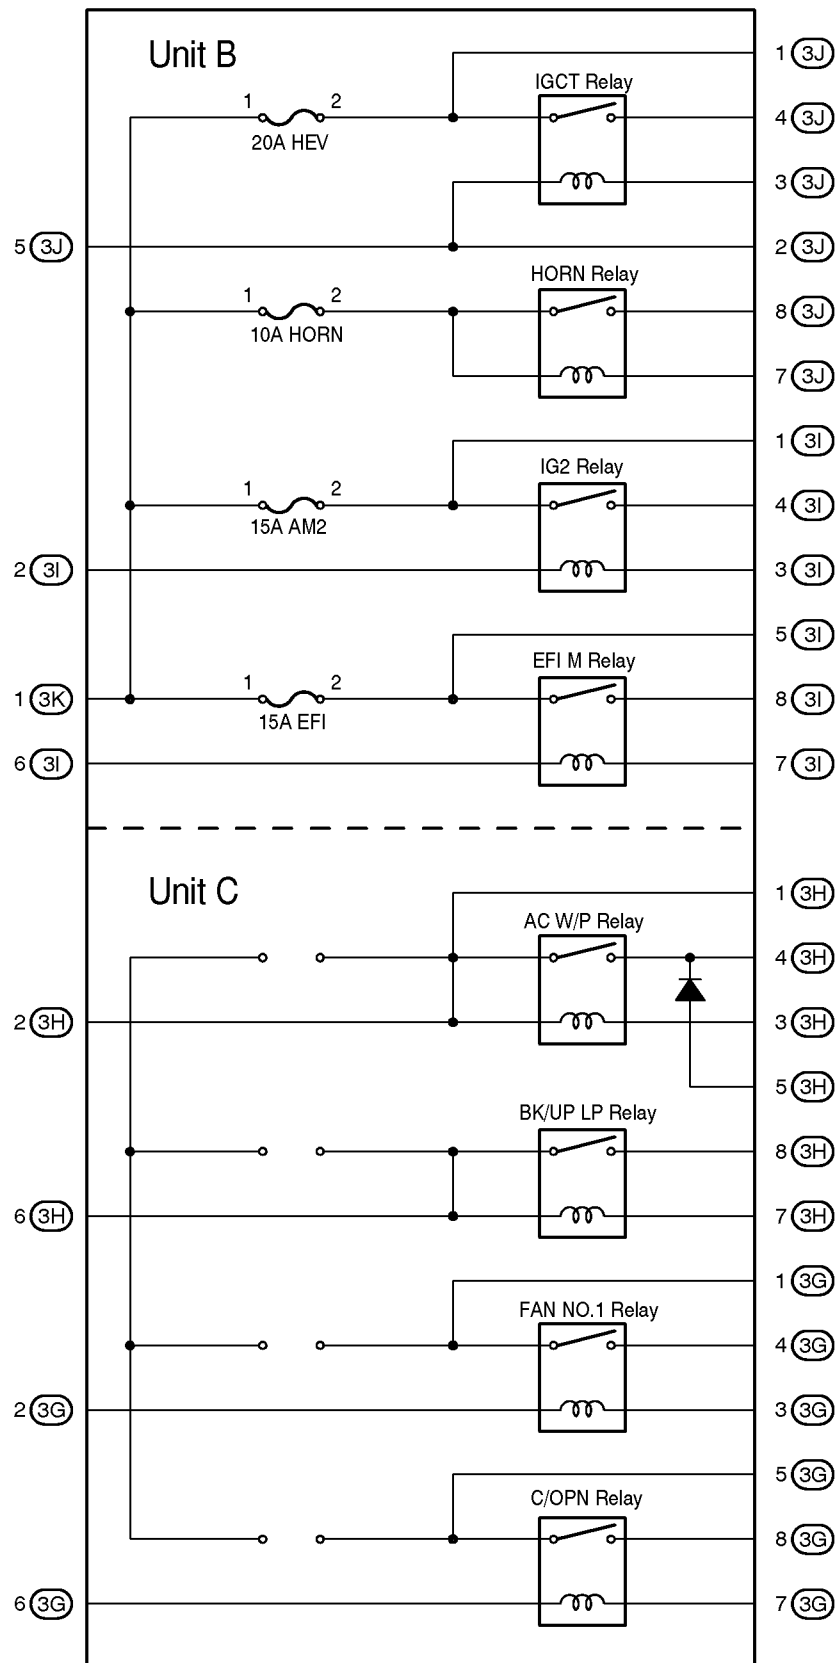 Unit B
1 3J
IGCT Relay
1 2
4 3J
20A HEV
3 3J
5 3J
2 3J
HORN Relay
1 2
8 3J
10A HORN
7 3J
1 3I
IG2 Relay
1 2
4 3I
15A AM2
2 3I
3 3I
5 3I
EFI M Relay
1 2
1 3K
8 3I
15A EFI
6 3I
7 3I
Unit C
1 3H
AC W/P Relay
4 3H
2 3H
3 3H
5 3H
BK/UP LP Relay
8 3H
6 3H
7 3H
1 3G
FAN NO.1 Relay
4 3G
2 3G
3 3G
5 3G
C/OPN Relay
8 3G
6 3G
7 3G